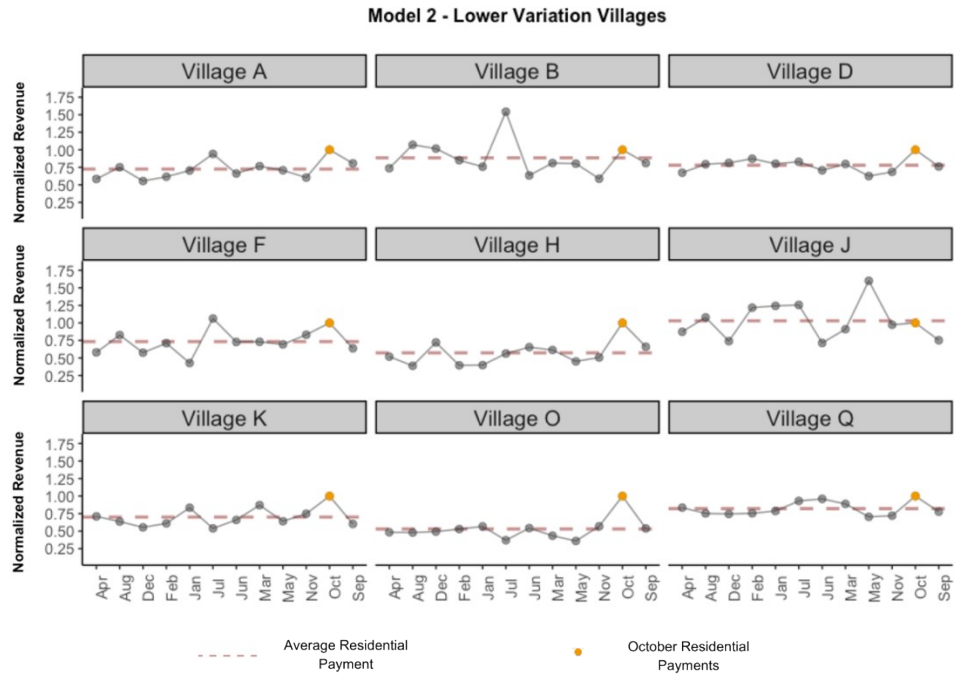 Model 2 - Lower Variation Villages
Village A
Village B
Village D
Normalized Revenue
1.75
1.50
1.25
1.00
0.75
0.50
0.25
Village F
Village H
Village J
Normalized Revenue
1.75
1.50
1.25
1.00
0.75
0.50
0.25
Village K
Village O
Village Q
Normalized Revenue
1.75
1.50
1.25
1.00
0.75
0.50
0.25
Apr Aug Dec Feb Jan Jul Jun Mar May Nov Oct Sep
Apr Aug Dec Feb Jan Jul Jun Mar May Nov Oct Sep
Apr Aug Dec Feb Jan Jul Jun Mar May Nov Oct Sep
Average Residential
Payment
October Residential
Payments